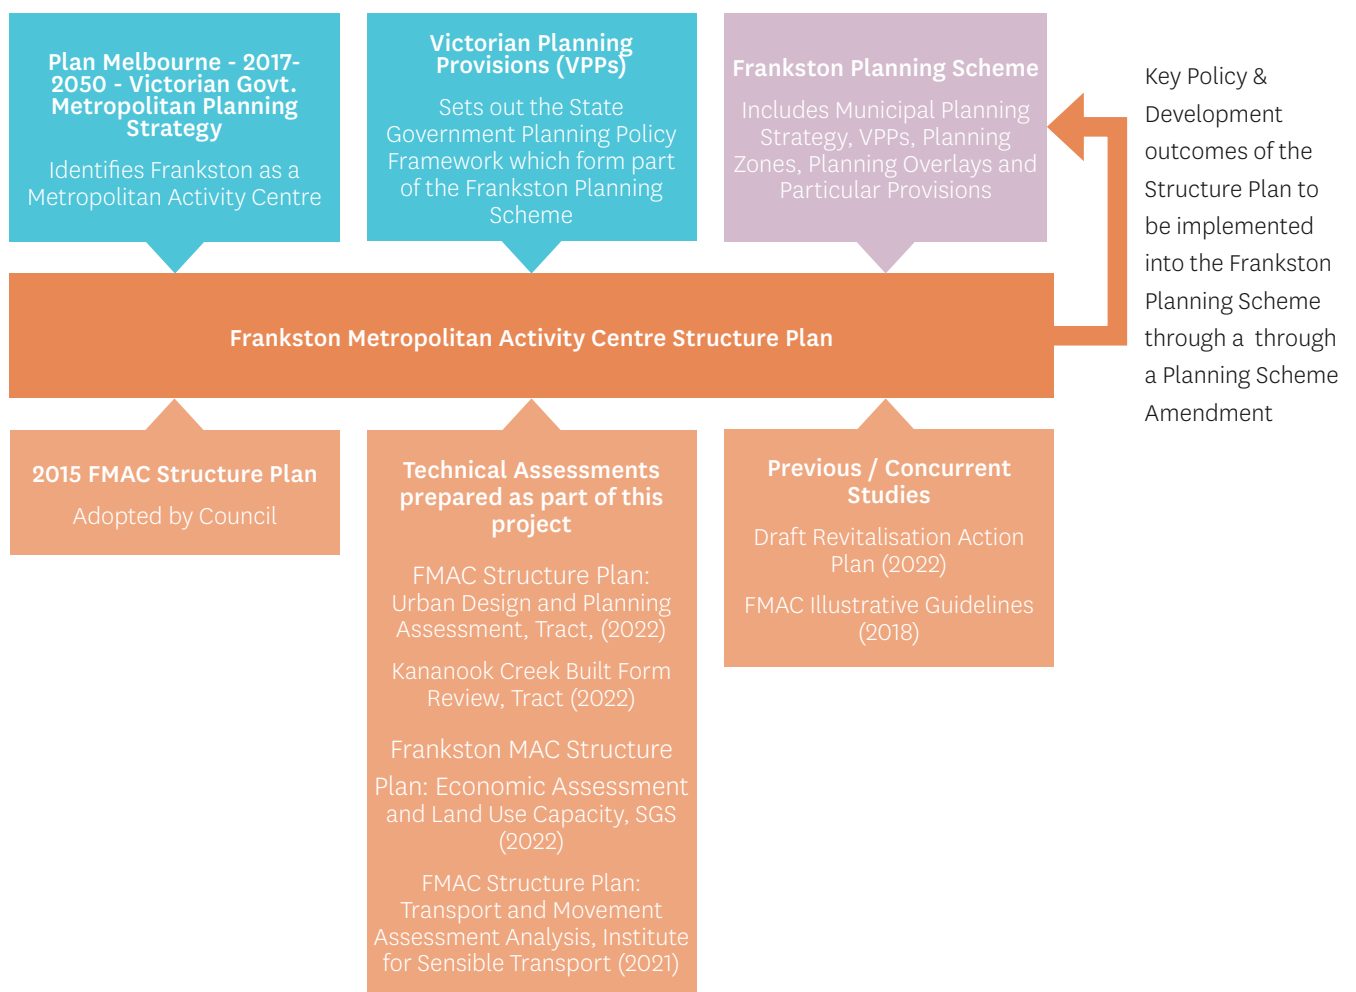 Plan Melbourne - 2017-
2050 - Victorian Govt.
Metropolitan Planning
Strategy
Identifies Frankston as a
Metropolitan Activity Centre
Victorian Planning
Provisions (VPPs)
Sets out the State
Government Planning Policy
Framework which form part
of the Frankston Planning
Scheme
Frankston Planning Scheme
Includes Municipal Planning
Strategy, VPPs, Planning
Zones, Planning Overlays and
Particular Provisions
Key Policy &
Development
outcomes of the
Structure Plan to
be implemented
into the Frankston
Planning Scheme
through a  through
a Planning Scheme
Amendment
Frankston Metropolitan Activity Centre Structure Plan
2015 FMAC Structure Plan
Adopted by Council
Technical Assessments
prepared as part of this
project
FMAC Structure Plan:
Urban Design and Planning
Assessment, Tract, (2022)
Kananook Creek Built Form
Review, Tract (2022)
Frankston MAC Structure
Plan: Economic Assessment
and Land Use Capacity, SGS
(2022)
FMAC Structure Plan:
Transport and Movement
Assessment Analysis, Institute
for Sensible Transport (2021)
Previous / Concurrent
Studies
Draft Revitalisation Action
Plan (2022)
FMAC Illustrative Guidelines
(2018)